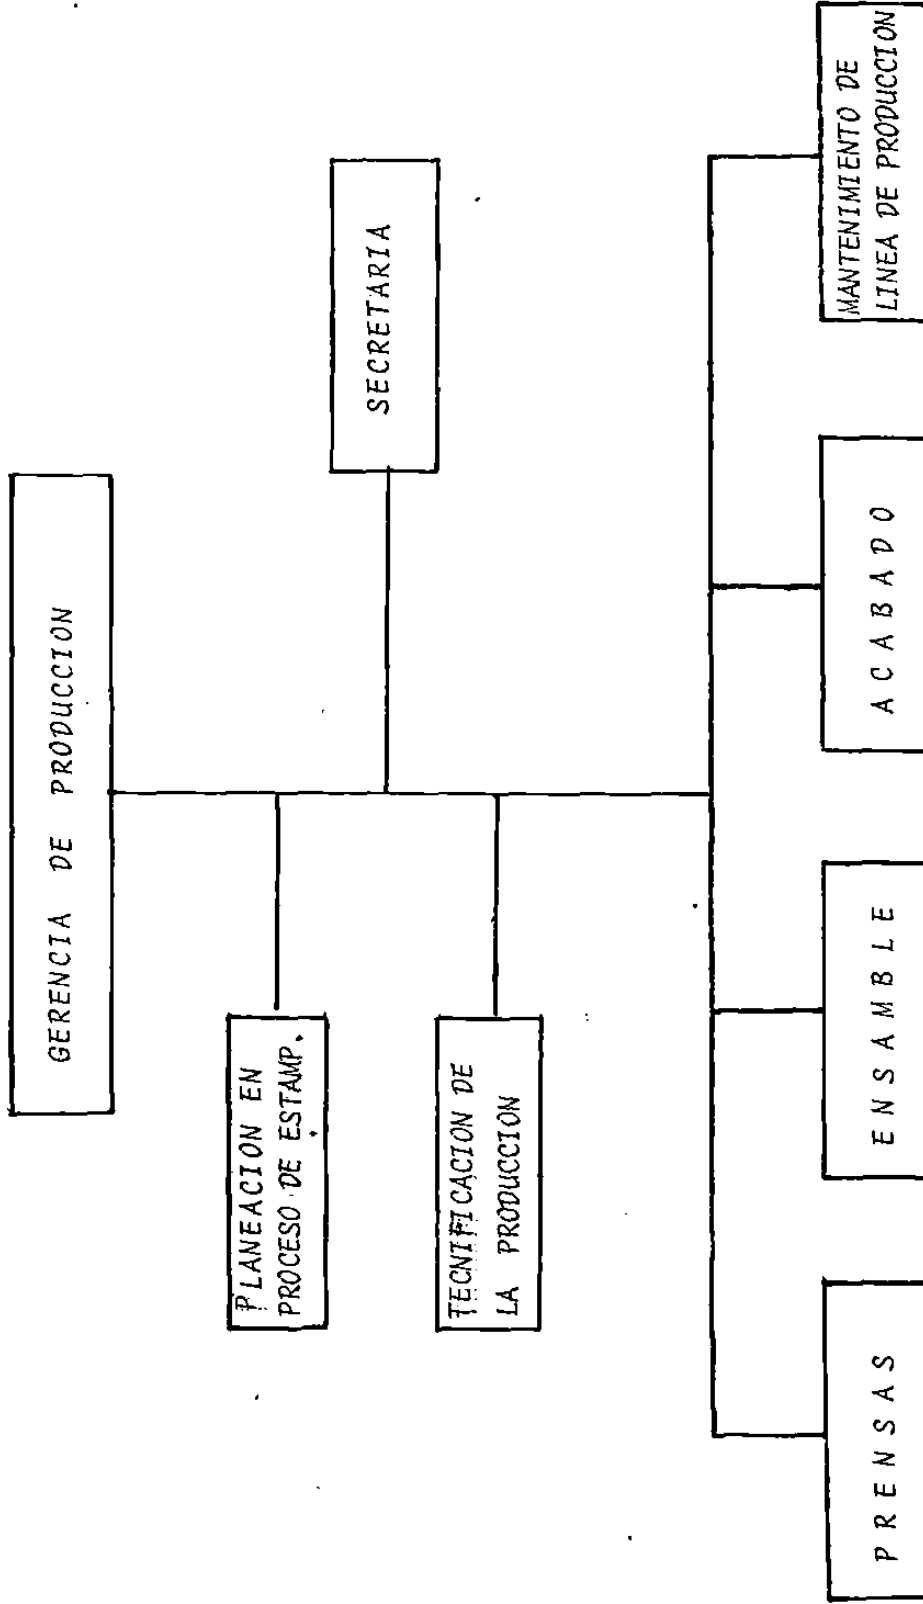 GERENCIA DE PRODUCCION
PLANEACION EN
PROCESO DE ESTAMP.
SECRETARIA
TECNIFICACION DE
LA PRODUCCION
PRENSAS
ENSAMBLE
ACABADO
MANTENIMIENTO DE
LINEA DE PRODUCCION